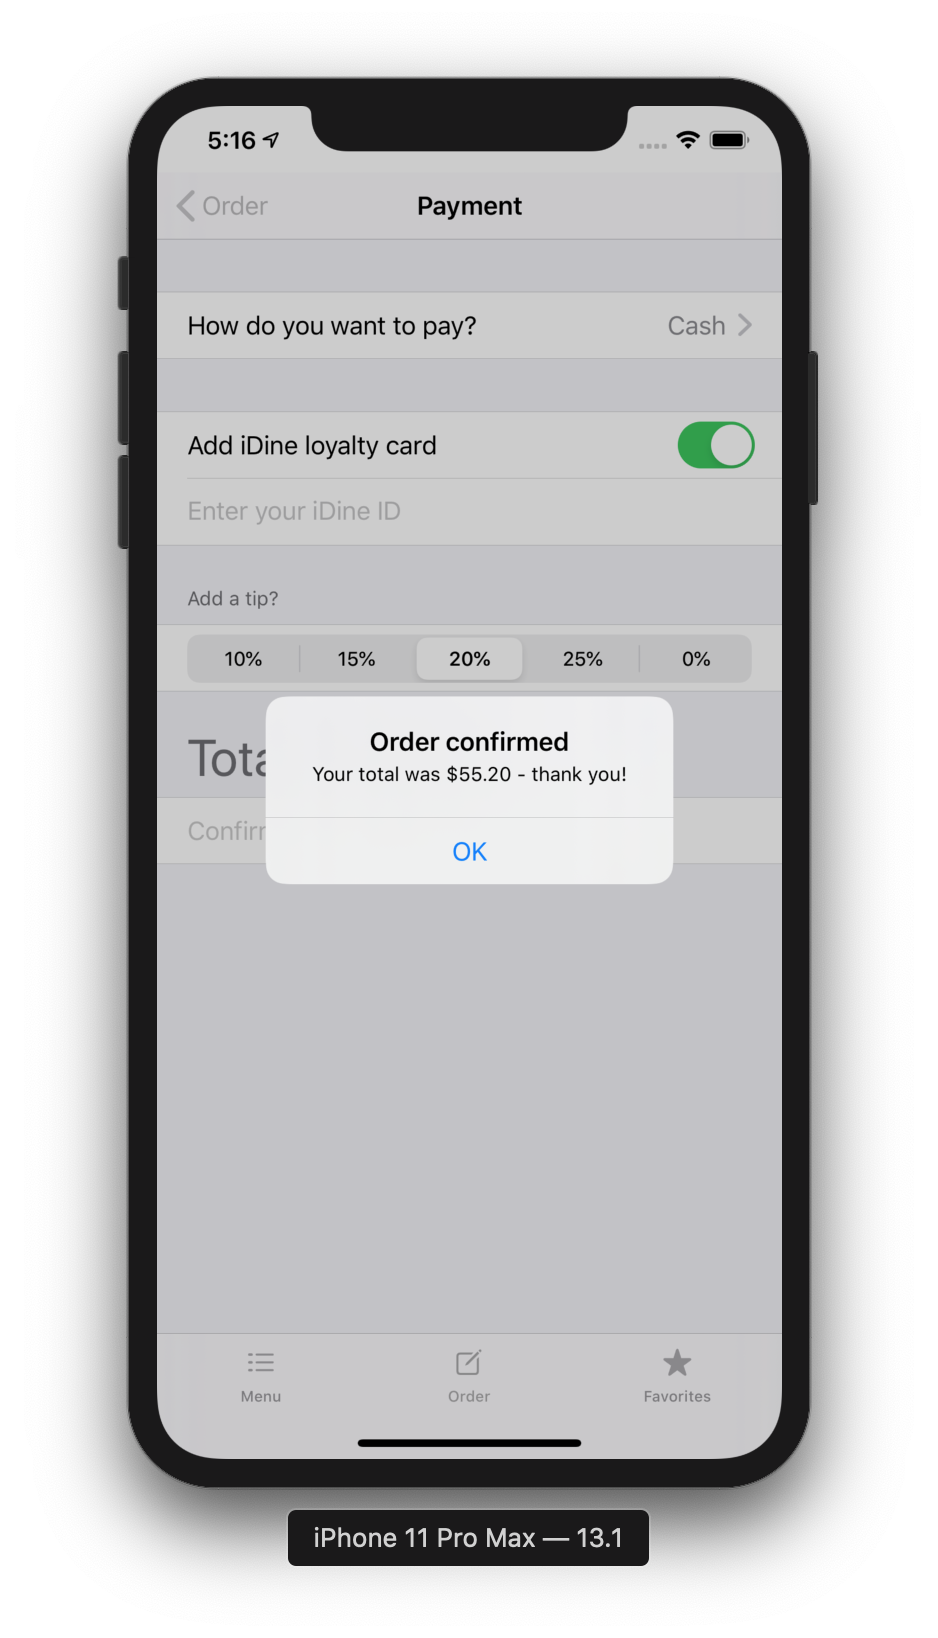 5:16
Order
Payment
How do you want to pay?
Cash
Add iDine loyalty card
Enter your iDine ID
Add a tip?
10%
15%
20%
25%
0%
Order confirmed
Your total was $55.20 - thank you!
OK
Menu
Order
Favorites
iPhone 11 Pro Max — 13.1